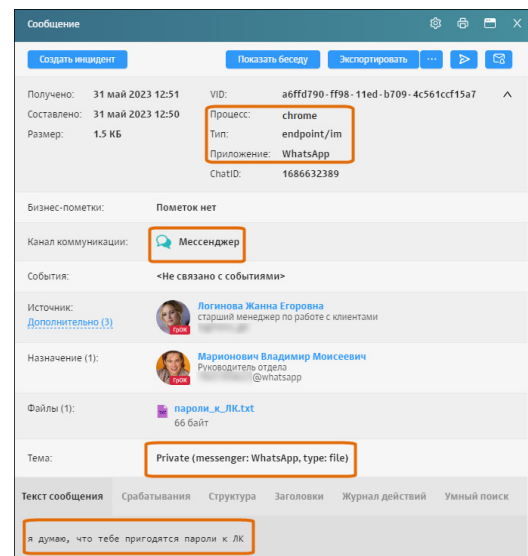 Сообщение
Создать инцидент
Показать беседу
Экспортировать
...
Получено: 31 май 2023 12:51 VID: a6ffd790-ff98-11ed-b709-4c561ccf15a7
Составлено: 31 май 2023 12:50 Процесс: chrome
Размер: 1.5 КБ Тип: endpoint/im
Приложение: WhatsApp
ChatID: 1686632389
Бизнес-пометки: Пометок нет
Канал коммуникации: Мессенджер
События: <Не связано с событиями>
Источник: Логинова Жанна Егоровна
Дополнительно (3) старший менеджер по работе с клиентами
ГрОК
Назначение (1): Марионович Владимир Моисеевич
Руководитель отдела
ГрОК @whatsapp
Файлы (1): пароли_к_ЛК.txt
66 байт
Тема: Private (messenger: WhatsApp, type: file)
Текст сообщения Срабатывания Структура Заголовки Журнал действий Умный поиск
я думаю, что тебе пригодятся пароли к ЛК